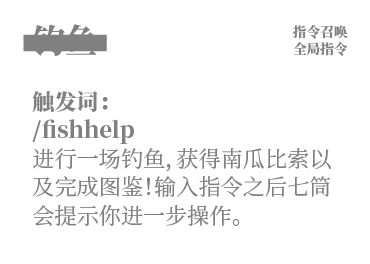 钓鱼
指令召唤
全局指令
触发词：
/fishhelp
进行一场钓鱼，获得南瓜比索以
及完成图鉴！输入指令之后七筒
会提示你进一步操作。